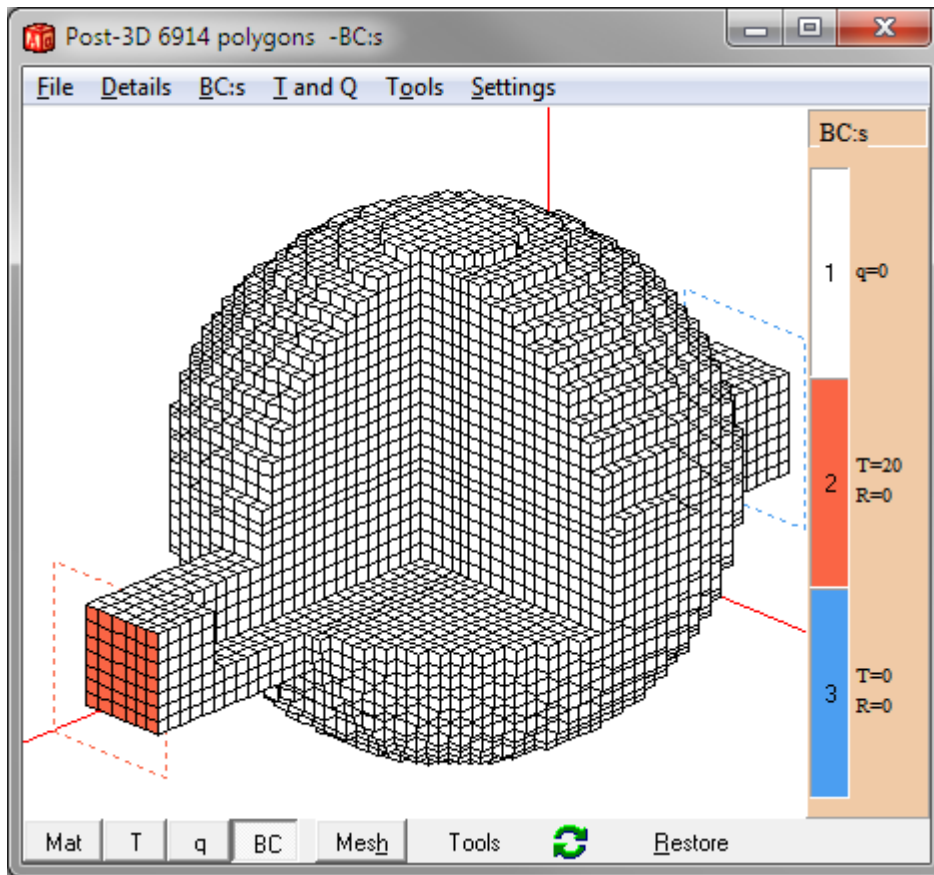 Post-3D 6914 polygons -BC:s
File Details BC:s T and Q Tools Settings
BC:s
1 q=0
2 T=20
R=0
3 T=0
R=0
Mat T q BC Mesh Tools Restore